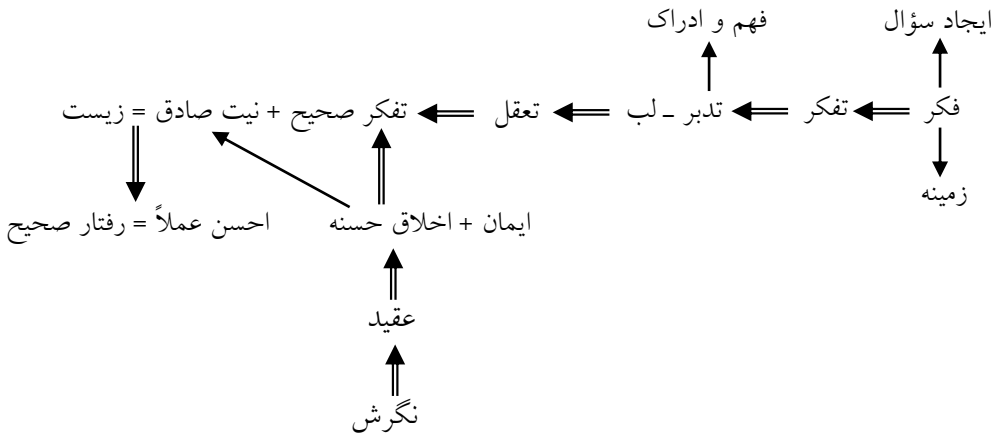 ایجاد سؤال
فهم و ادراک
فکر
تفکر
تدبر ـ لب
تعقل
تفکر صحیح + نیت صادق = زیست
زمینه
ایمان + اخلاق حسنه
احسن عملاً = رفتار صحیح
عقید
نگرش